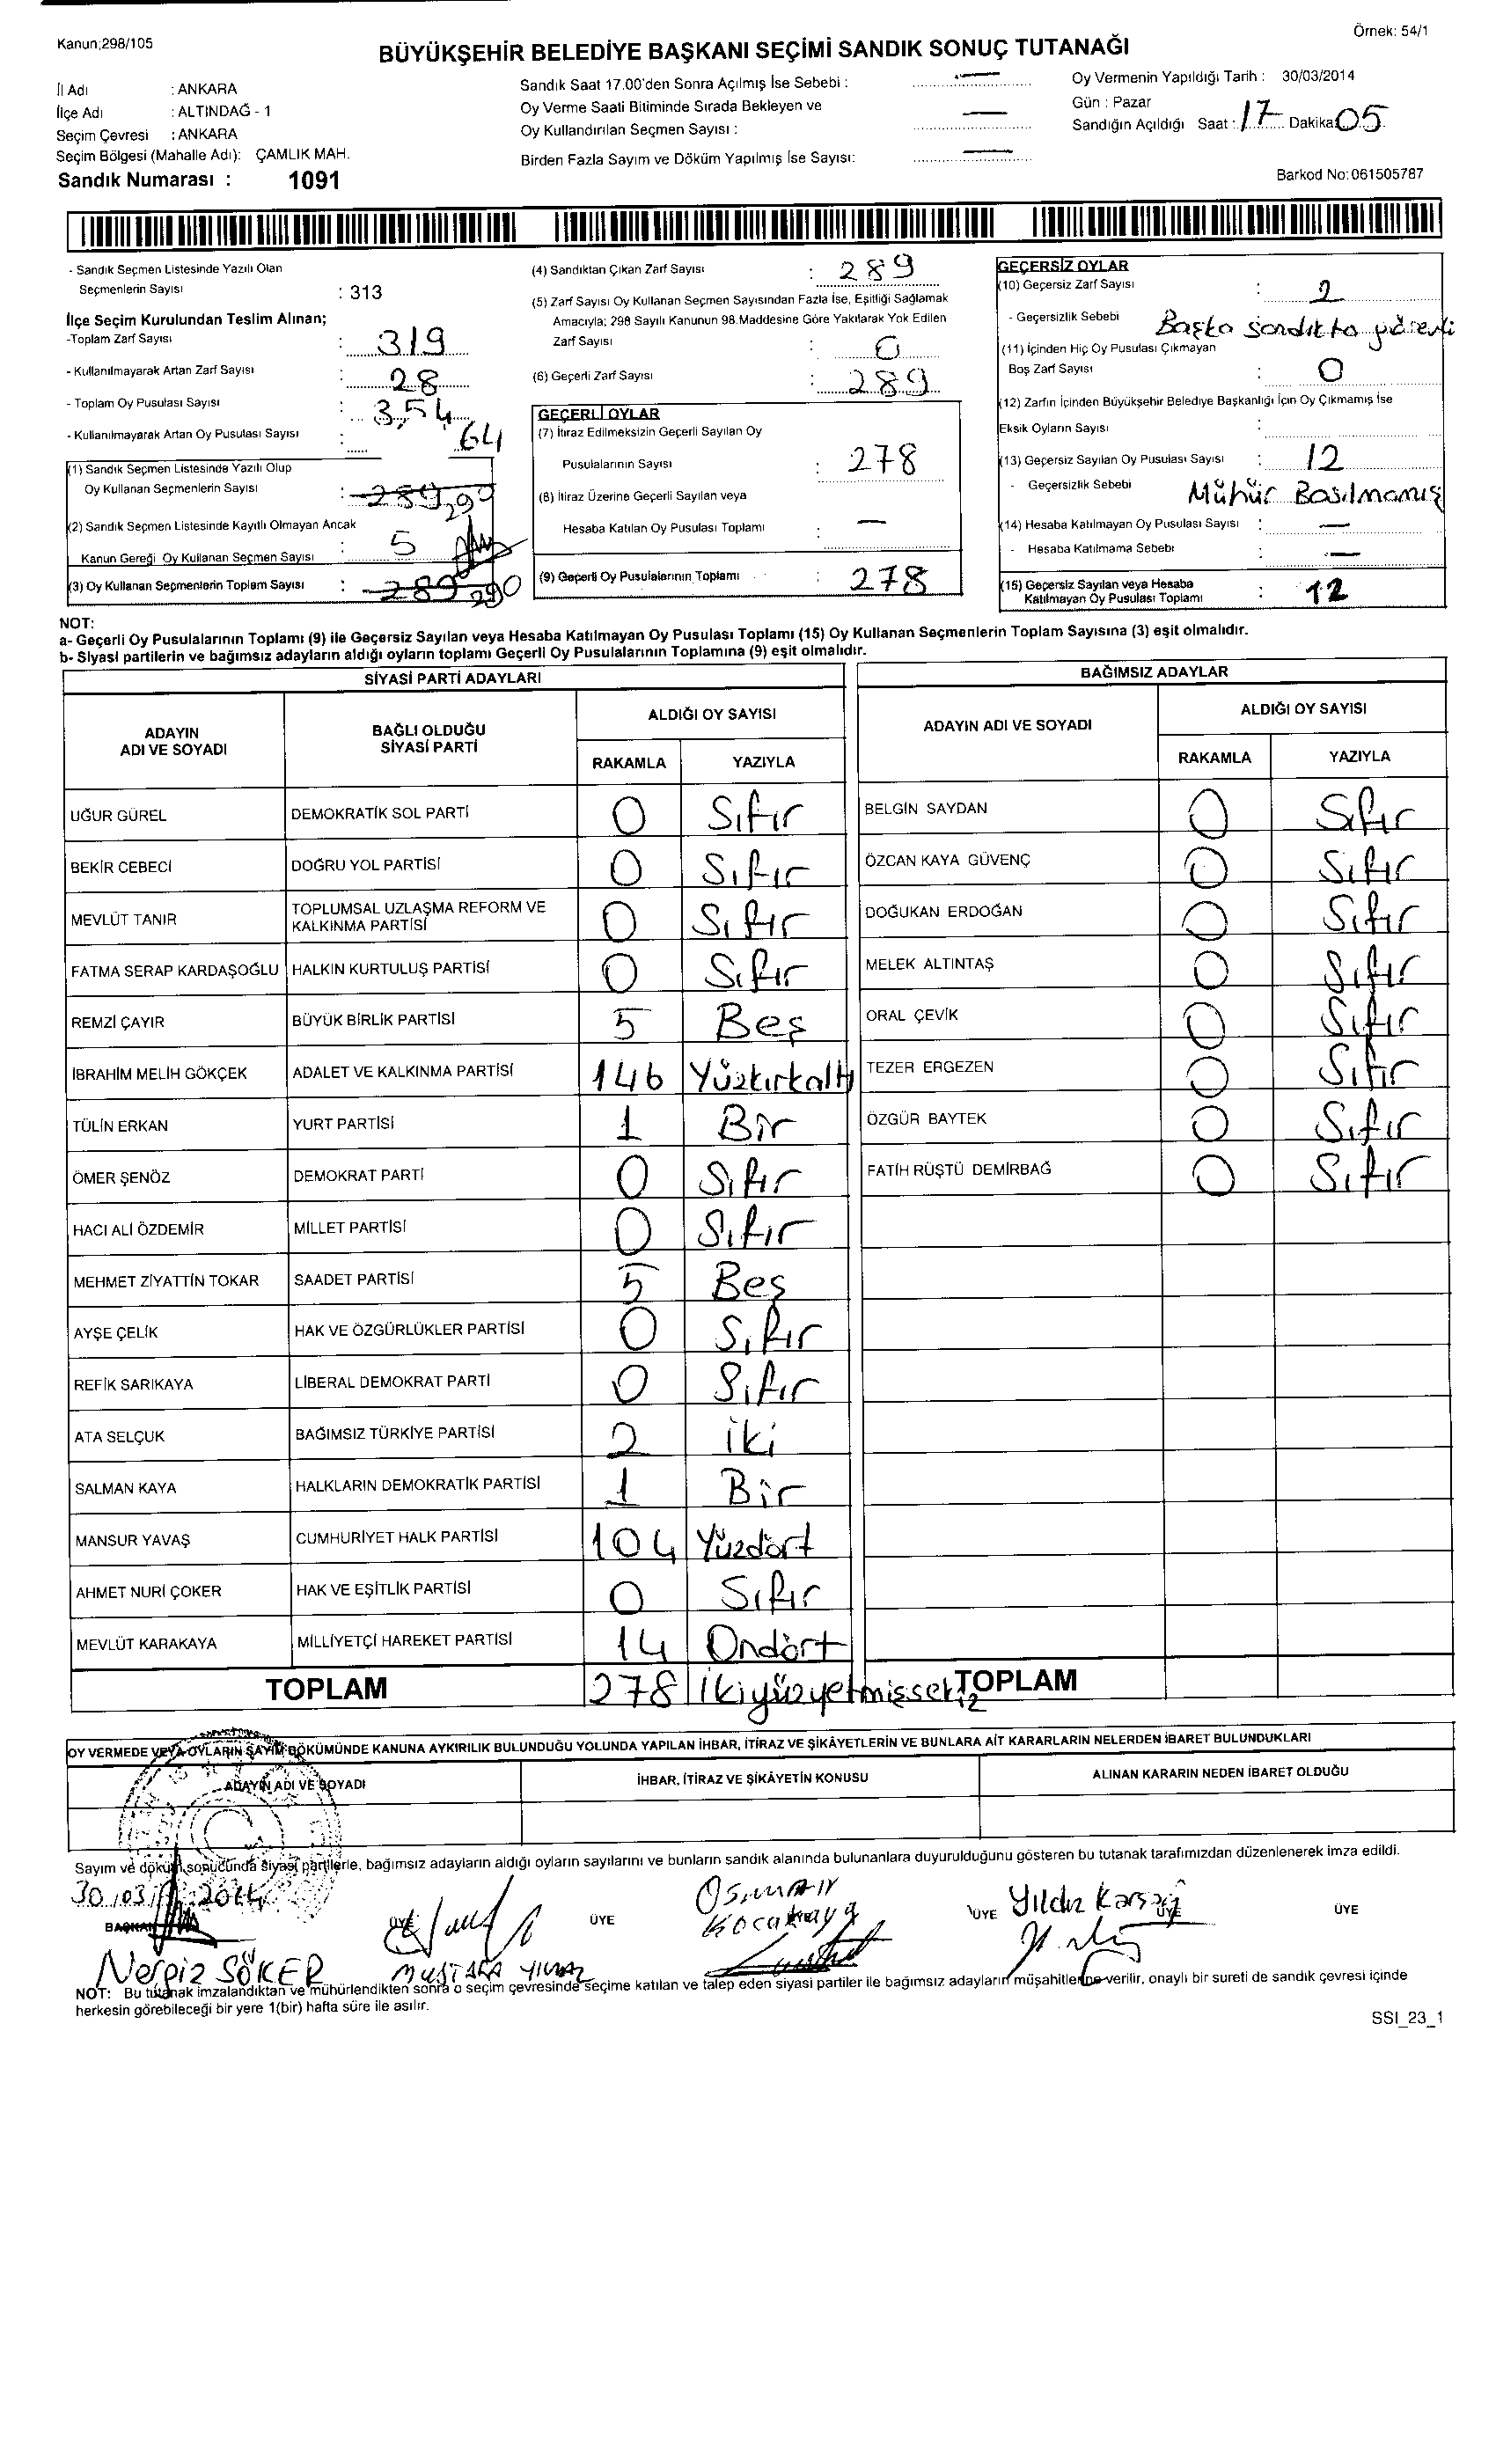 Kanun;298/105
Örnek: 54/1
BÜYÜKŞEHİR BELEDİYE BAŞKANI SEÇİMİ SANDIK SONUÇ TUTANAĞI
İl Adı : ANKARA
İlçe Adı : ALTINDAĞ - 1
Seçim Çevresi : ANKARA
Seçim Bölgesi (Mahalle Adı): ÇAMLIK MAH.
Sandık Numarası : 1091
Sandık Saat 17.00'den Sonra Açılmış İse Sebebi : —
Oy Verme Saati Bitiminde Sırada Bekleyen ve
Oy Kullandırılan Seçmen Sayısı : —
Birden Fazla Sayım ve Döküm Yapılmış İse Sayısı: —
Oy Vermenin Yapıldığı Tarih : 30/03/2014
Gün : Pazar
Sandığın Açıldığı Saat : 17 Dakika 05
Barkod No: 061505787
- Sandık Seçmen Listesinde Yazılı Olan
Seçmenlerin Sayısı : 313
İlçe Seçim Kurulundan Teslim Alınan;
-Toplam Zarf Sayısı : 319
- Kullanılmayarak Artan Zarf Sayısı : 28
- Toplam Oy Pusulası Sayısı : 354
- Kullanılmayarak Artan Oy Pusulası Sayısı : 64
(1) Sandık Seçmen Listesinde Yazılı Olup
Oy Kullanan Seçmenlerin Sayısı : 289
(2) Sandık Seçmen Listesinde Kayıtlı Olmayan Ancak
Kanun Gereği Oy Kullanan Seçmen Sayısı : 5
(3) Oy Kullanan Seçmenlerin Toplam Sayısı : 289 290
(4) Sandıktan Çıkan Zarf Sayısı : 289
(5) Zarf Sayısı Oy Kullanan Seçmen Sayısından Fazla İse, Eşitliği Sağlamak
Amacıyla; 298 Sayılı Kanunun 98.Maddesine Göre Yakılarak Yok Edilen
Zarf Sayısı : 0
(6) Geçerli Zarf Sayısı : 289
GEÇERLİ OYLAR
(7) İtiraz Edilmeksizin Geçerli Sayılan Oy
Pusulalarının Sayısı : 278
(8) İtiraz Üzerine Geçerli Sayılan veya
Hesaba Katılan Oy Pusulası Toplamı : —
(9) Geçerli Oy Pusulalarının Toplamı : 278
GEÇERSİZ OYLAR
(10) Geçersiz Zarf Sayısı : 2
- Geçersizlik Sebebi Başka sandıkta görevli
(11) İçinden Hiç Oy Pusulası Çıkmayan
Boş Zarf Sayısı : 0
(12) Zarfın İçinden Büyükşehir Belediye Başkanlığı İçin Oy Çıkmamış İse
Eksik Oyların Sayısı :
(13) Geçersiz Sayılan Oy Pusulası Sayısı : 12
- Geçersizlik Sebebi Mühür Basılmamış
(14) Hesaba Katılmayan Oy Pusulası Sayısı : —
- Hesaba Katılmama Sebebi : —
(15) Geçersiz Sayılan veya Hesaba
Katılmayan Oy Pusulası Toplamı : 12
NOT:
a- Geçerli Oy Pusulalarının Toplamı (9) ile Geçersiz Sayılan veya Hesaba Katılmayan Oy Pusulası Toplamı (15) Oy Kullanan Seçmenlerin Toplam Sayısına (3) eşit olmalıdır.
b- Siyasi partilerin ve bağımsız adayların aldığı oyların toplamı Geçerli Oy Pusulalarının Toplamına (9) eşit olmalıdır.
SİYASİ PARTİ ADAYLARI
ADAYIN ADI VE SOYADI BAĞLI OLDUĞU SİYASİ PARTİ ALDIĞI OY SAYISI
RAKAMLA YAZIYLA
UĞUR GÜREL DEMOKRATİK SOL PARTİ 0 Sıfır
BEKİR CEBECİ DOĞRU YOL PARTİSİ 0 Sıfır
MEVLÜT TANIR TOPLUMSAL UZLAŞMA REFORM VE KALKINMA PARTİSİ 0 Sıfır
FATMA SERAP KARDAŞOĞLU HALKIN KURTULUŞ PARTİSİ 0 Sıfır
REMZİ ÇAYIR BÜYÜK BİRLİK PARTİSİ 5 Beş
İBRAHİM MELİH GÖKÇEK ADALET VE KALKINMA PARTİSİ 146 Yüzkırkaltı
TÜLİN ERKAN YURT PARTİSİ 1 Bir
ÖMER ŞENÖZ DEMOKRAT PARTİ 0 Sıfır
HACI ALİ ÖZDEMİR MİLLET PARTİSİ 0 Sıfır
MEHMET ZİYATTİN TOKAR SAADET PARTİSİ 5 Beş
AYŞE ÇELİK HAK VE ÖZGÜRLÜKLER PARTİSİ 0 Sıfır
REFİK SARIKAYA LİBERAL DEMOKRAT PARTİ 0 Sıfır
ATA SELÇUK BAĞIMSIZ TÜRKİYE PARTİSİ 2 İki
SALMAN KAYA HALKLARIN DEMOKRATİK PARTİSİ 1 Bir
MANSUR YAVAŞ CUMHURİYET HALK PARTİSİ 104 Yüzdört
AHMET NURİ ÇOKER HAK VE EŞİTLİK PARTİSİ 0 Sıfır
MEVLÜT KARAKAYA MİLLİYETÇİ HAREKET PARTİSİ 14 Ondört
TOPLAM 278 İkiyüzyetmişsekiz
BAĞIMSIZ ADAYLAR
ADAYIN ADI VE SOYADI ALDIĞI OY SAYISI
RAKAMLA YAZIYLA
BELGİN SAYDAN 0 Sıfır
ÖZCAN KAYA GÜVENÇ 0 Sıfır
DOĞUKAN ERDOĞAN 0 Sıfır
MELEK ALTINTAŞ 0 Sıfır
ORAL ÇEVİK 0 Sıfır
TEZER ERGEZEN 0 Sıfır
ÖZGÜR BAYTEK 0 Sıfır
FATİH RÜŞTÜ DEMİRBAĞ 0 Sıfır
TOPLAM
OY VERMEDE VEYA OYLARIN SAYIM DÖKÜMÜNDE KANUNA AYKIRILIK BULUNDUĞU YOLUNDA YAPILAN İHBAR, İTİRAZ VE ŞİKÂYETLERİN VE BUNLARA AİT KARARLARIN NELERDEN İBARET BULUNDUKLARI
ADAYIN ADI VE SOYADI İHBAR, İTİRAZ VE ŞİKÂYETİN KONUSU ALINAN KARARIN NEDEN İBARET OLDUĞU
Sayım ve döküm sonucunda siyasi partilerle, bağımsız adayların aldığı oyların sayılarını ve bunların sandık alanında bulunanlara duyurulduğunu gösteren bu tutanak tarafımızdan düzenlenerek imza edildi.
30/03/2014
BAŞKAN ÜYE ÜYE ÜYE ÜYE ÜYE
Osman Kocakaya
Yıldız
Nergiz SÖKER
MUSTAFA YILMAZ
NOT: Bu tutanak imzalandıktan ve mühürlendikten sonra o seçim çevresinde seçime katılan ve talep eden siyasi partiler ile bağımsız adayların müşahitlerine verilir, onaylı bir sureti de sandık çevresi içinde
herkesin görebileceği bir yere 1(bir) hafta süre ile asılır.
SSI_23_1